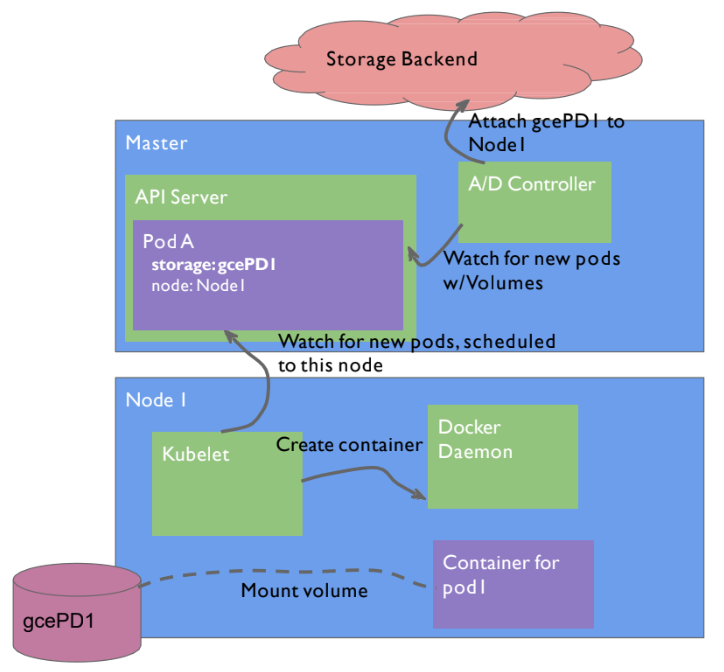 Storage Backend
Attach gcePD1 to
Node1
Master
API Server
A/D Controller
Pod A
storage:gcePD1
node: Node1
Watch for new pods
w/Volumes
Watch for new pods, scheduled
to this node
Node 1
Kubelet
Create container
Docker
Daemon
Container for
pod1
Mount volume
gcePD1